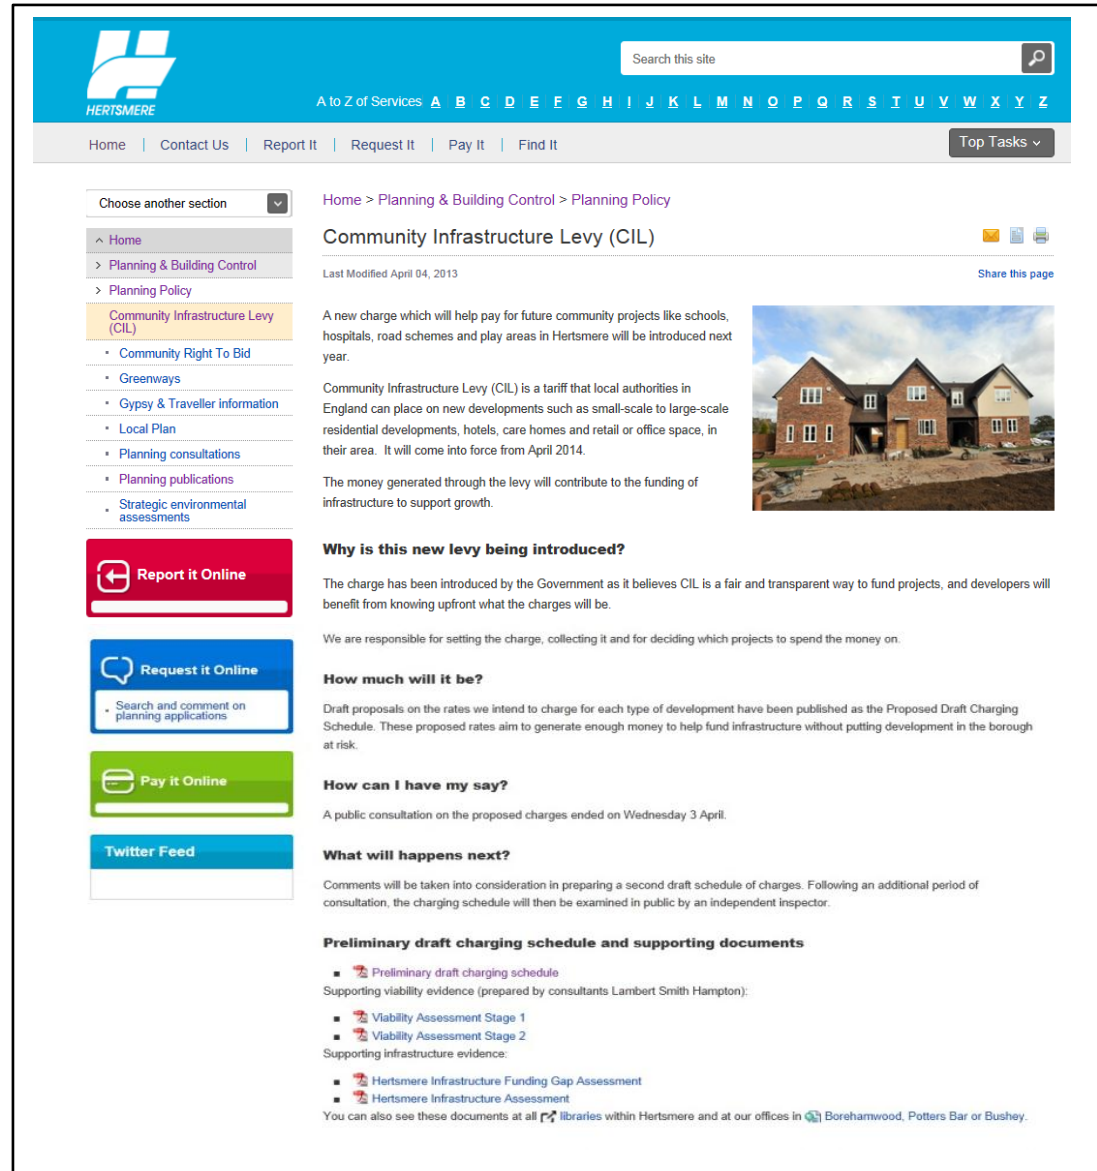 HERTSMERE
Search this site
A to Z of Services A B C D E F G H I J K L M N O P Q R S T U V W X Y Z
Home | Contact Us | Report It | Request It | Pay It | Find It
Top Tasks
Choose another section
Home
Planning & Building Control
Planning Policy
Community Infrastructure Levy
(CIL)
Community Right To Bid
Greenways
Gypsy & Traveller information
Local Plan
Planning consultations
Planning publications
Strategic environmental
assessments
Report it Online
Request it Online
Search and comment on
planning applications
Pay it Online
Twitter Feed
Home > Planning & Building Control > Planning Policy
Community Infrastructure Levy (CIL)
Last Modified April 04, 2013
Share this page
A new charge which will help pay for future community projects like schools,
hospitals, road schemes and play areas in Hertsmere will be introduced next
year.
Community Infrastructure Levy (CIL) is a tariff that local authorities in
England can place on new developments such as small-scale to large-scale
residential developments, hotels, care homes and retail or office space, in
their area. It will come into force from April 2014.
The money generated through the levy will contribute to the funding of
infrastructure to support growth.
Why is this new levy being introduced?
The charge has been introduced by the Government as it believes CIL is a fair and transparent way to fund projects, and developers will
benefit from knowing upfront what the charges will be.
We are responsible for setting the charge, collecting it and for deciding which projects to spend the money on.
How much will it be?
Draft proposals on the rates we intend to charge for each type of development have been published as the Proposed Draft Charging
Schedule. These proposed rates aim to generate enough money to help fund infrastructure without putting development in the borough
at risk.
How can I have my say?
A public consultation on the proposed charges ended on Wednesday 3 April.
What will happens next?
Comments will be taken into consideration in preparing a second draft schedule of charges. Following an additional period of
consultation, the charging schedule will then be examined in public by an independent inspector.
Preliminary draft charging schedule and supporting documents
Preliminary draft charging schedule
Supporting viability evidence (prepared by consultants Lambert Smith Hampton):
Viability Assessment Stage 1
Viability Assessment Stage 2
Supporting infrastructure evidence:
Hertsmere Infrastructure Funding Gap Assessment
Hertsmere Infrastructure Assessment
You can also see these documents at all libraries within Hertsmere and at our offices in Borehamwood, Potters Bar or Bushey.